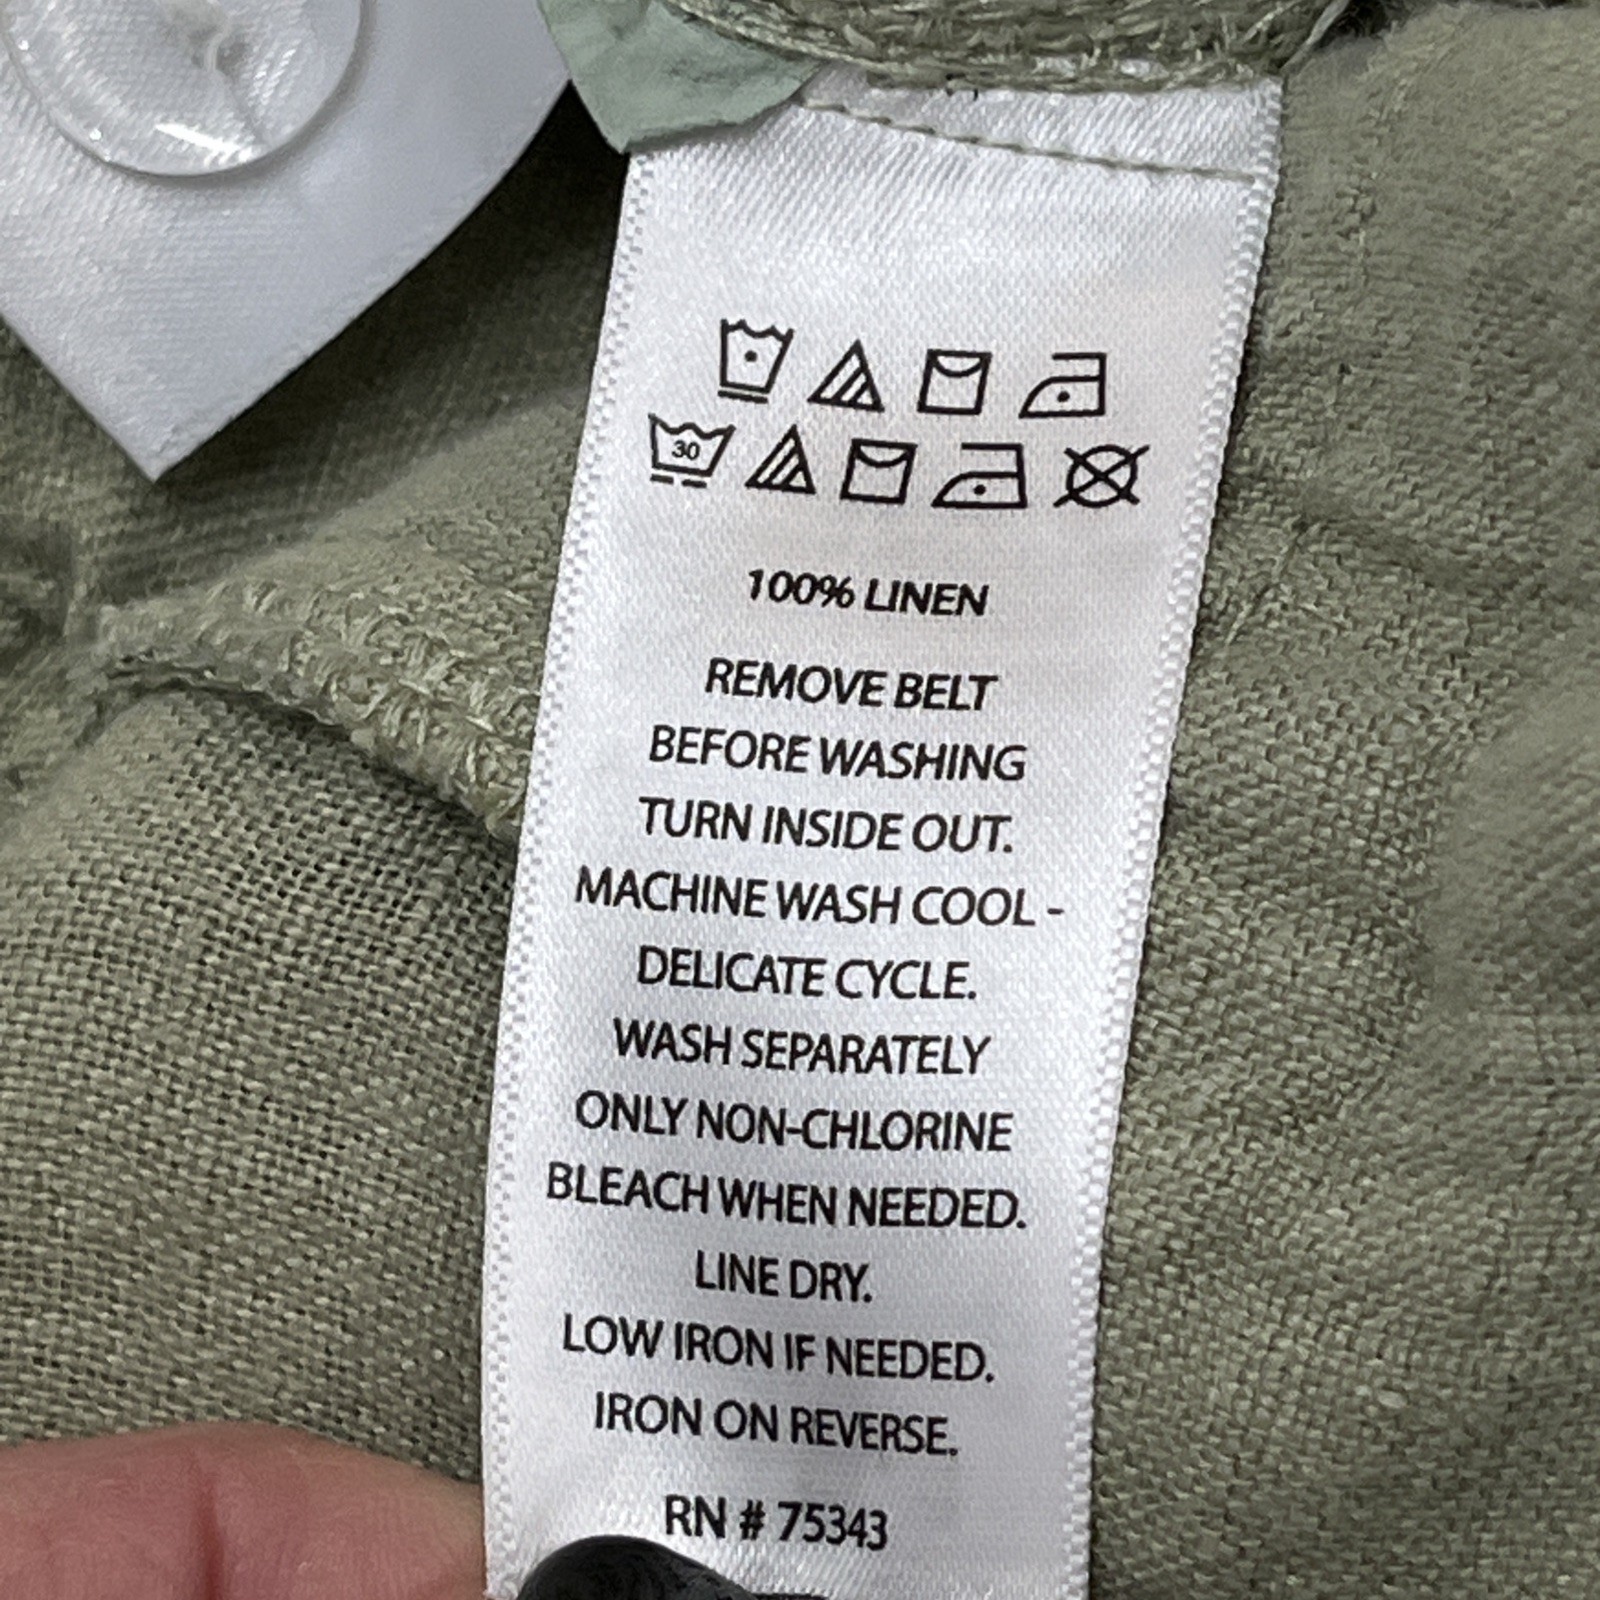 30
100% LINEN
REMOVE BELT
BEFORE WASHING
TURN INSIDE OUT.
MACHINE WASH COOL -
DELICATE CYCLE.
WASH SEPARATELY
ONLY NON-CHLORINE
BLEACH WHEN NEEDED.
LINE DRY.
LOW IRON IF NEEDED.
IRON ON REVERSE.
RN # 75343